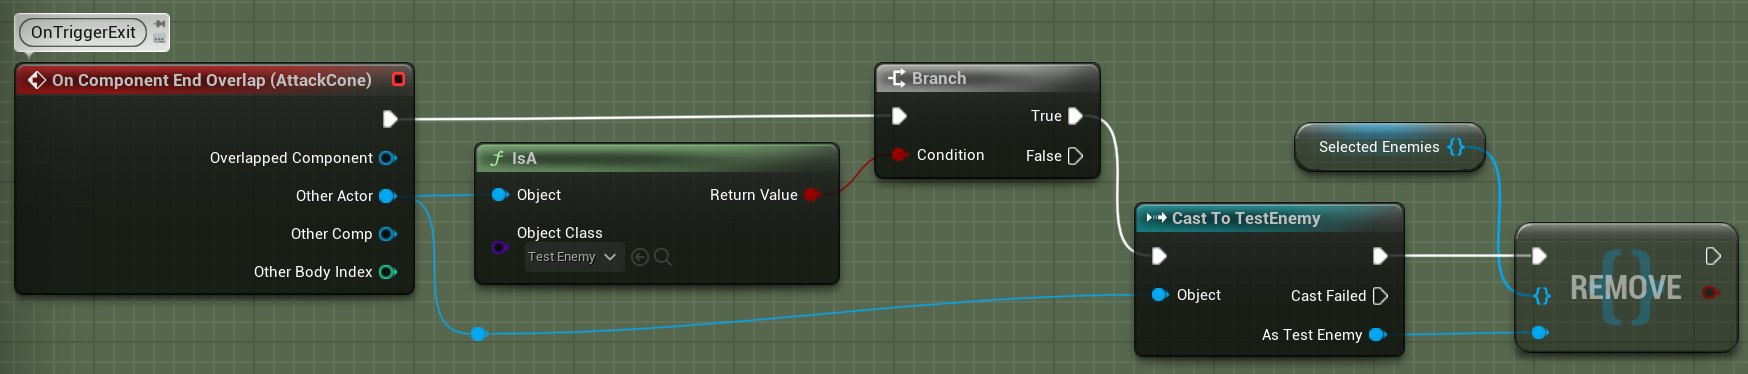 OnTriggerExit
On Component End Overlap (AttackCone)
Overlapped Component
Other Actor
Other Comp
Other Body Index
IsA
Object
Return Value
Object Class
Test Enemy
Branch
True
Condition
False
Cast To TestEnemy
Object
Cast Failed
As Test Enemy
Selected Enemies {}
{} REMOVE